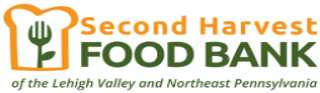 Second Harvest
FOOD BANK
of the Lehigh Valley and Northeast Pennsylvania